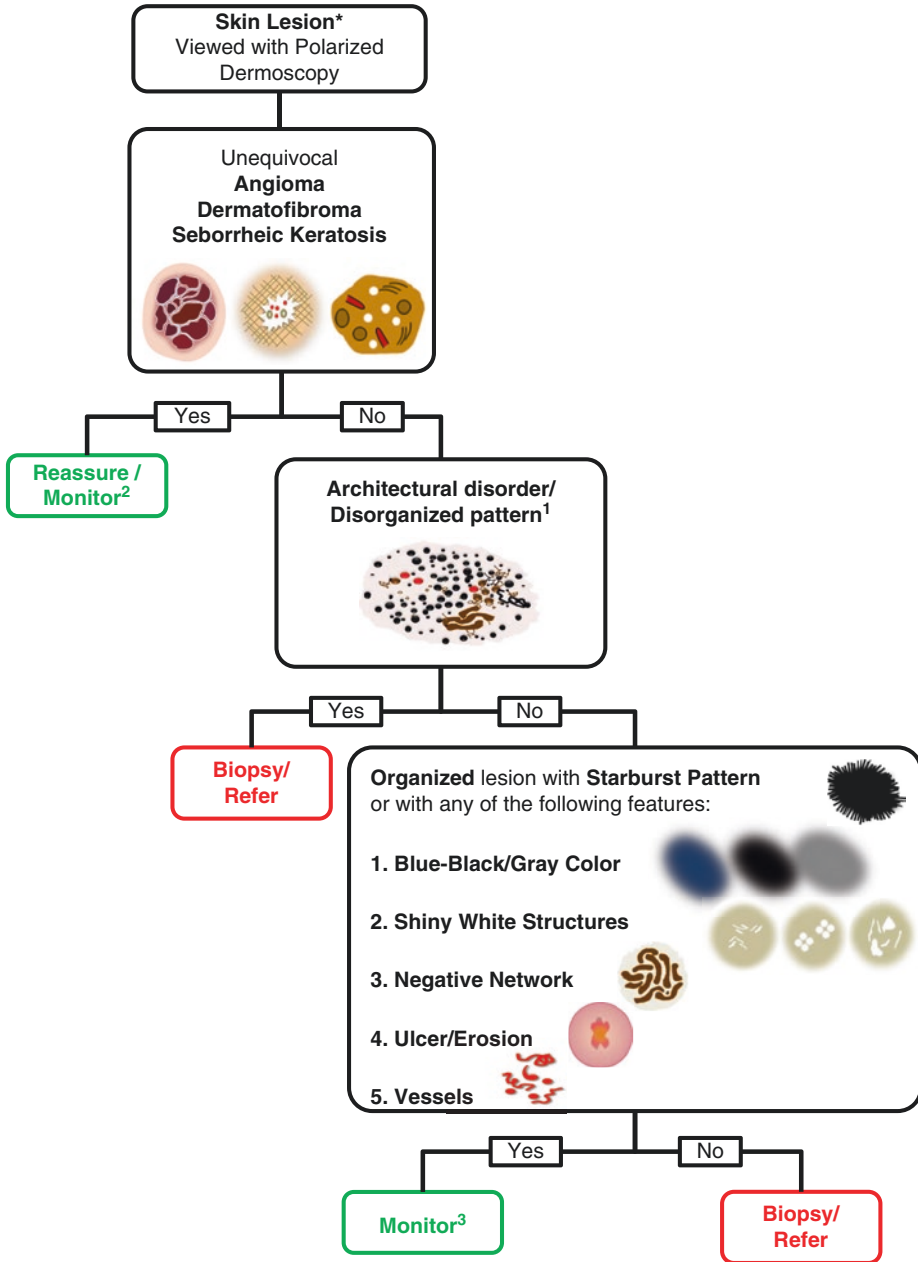 Skin Lesion*
Viewed with Polarized
Dermoscopy
Unequivocal
Angioma
Dermatofibroma
Seborrheic Keratosis
Yes
No
Reassure /
Monitor2
Architectural disorder/
Disorganized pattern1
Yes
No
Biopsy/
Refer
Organized lesion with Starburst Pattern
or with any of the following features:
1. Blue-Black/Gray Color
2. Shiny White Structures
3. Negative Network
4. Ulcer/Erosion
5. Vessels
Yes
No
Monitor3
Biopsy/
Refer